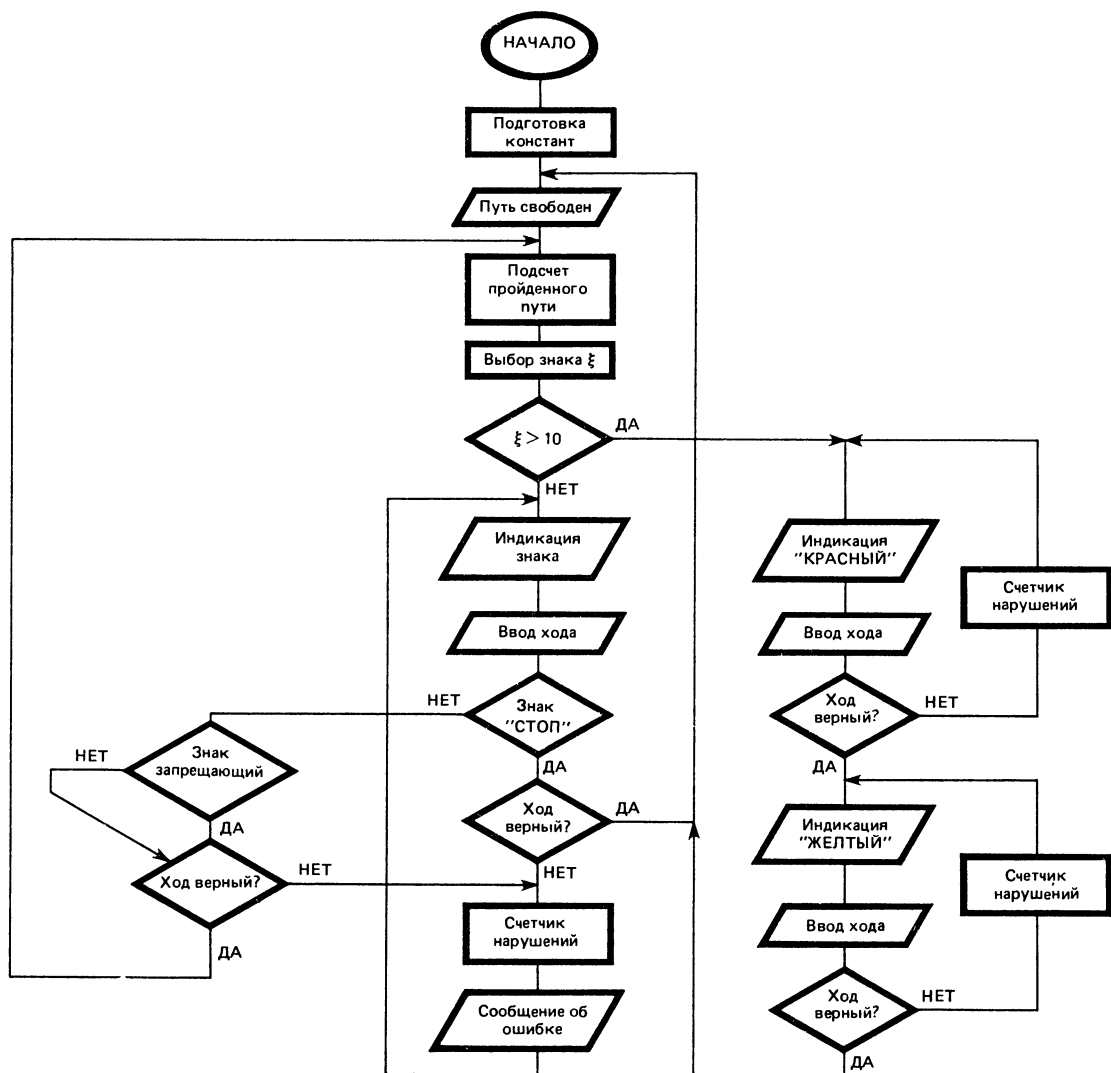 НАЧАЛО
Подготовка
констант
Путь свободен
Подсчет
пройденного
пути
Выбор знака ξ
ξ > 10
ДА
НЕТ
Индикация
знака
Ввод хода
Знак
"СТОП"
НЕТ
ДА
Знак
запрещающий
НЕТ
ДА
Ход верный?
НЕТ
ДА
Ход
верный?
ДА
НЕТ
Счетчик
нарушений
Сообщение об
ошибке
Индикация
"КРАСНЫЙ"
Счетчик
нарушений
Ввод хода
Ход
верный?
НЕТ
ДА
Индикация
"ЖЕЛТЫЙ"
Счетчик
нарушений
Ввод хода
Ход
верный?
НЕТ
ДА